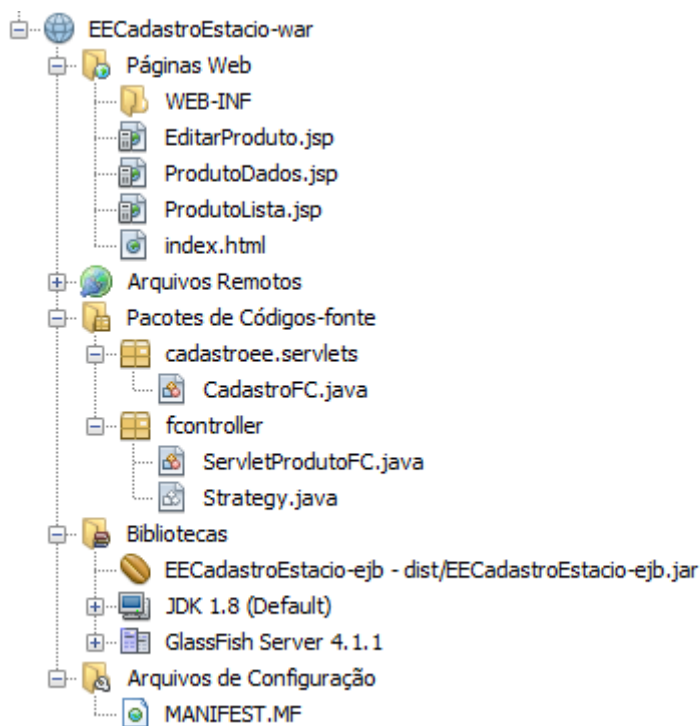 EECadastroEstacio-war
Páginas Web
WEB-INF
EditarProduto.jsp
ProdutoDados.jsp
ProdutoLista.jsp
index.html
Arquivos Remotos
Pacotes de Códigos-fonte
cadastroee.servlets
CadastroFC.java
fcontroller
ServletProdutoFC.java
Strategy.java
Bibliotecas
EECadastroEstacio-ejb - dist/EECadastroEstacio-ejb.jar
JDK 1.8 (Default)
GlassFish Server 4.1.1
Arquivos de Configuração
MANIFEST.MF